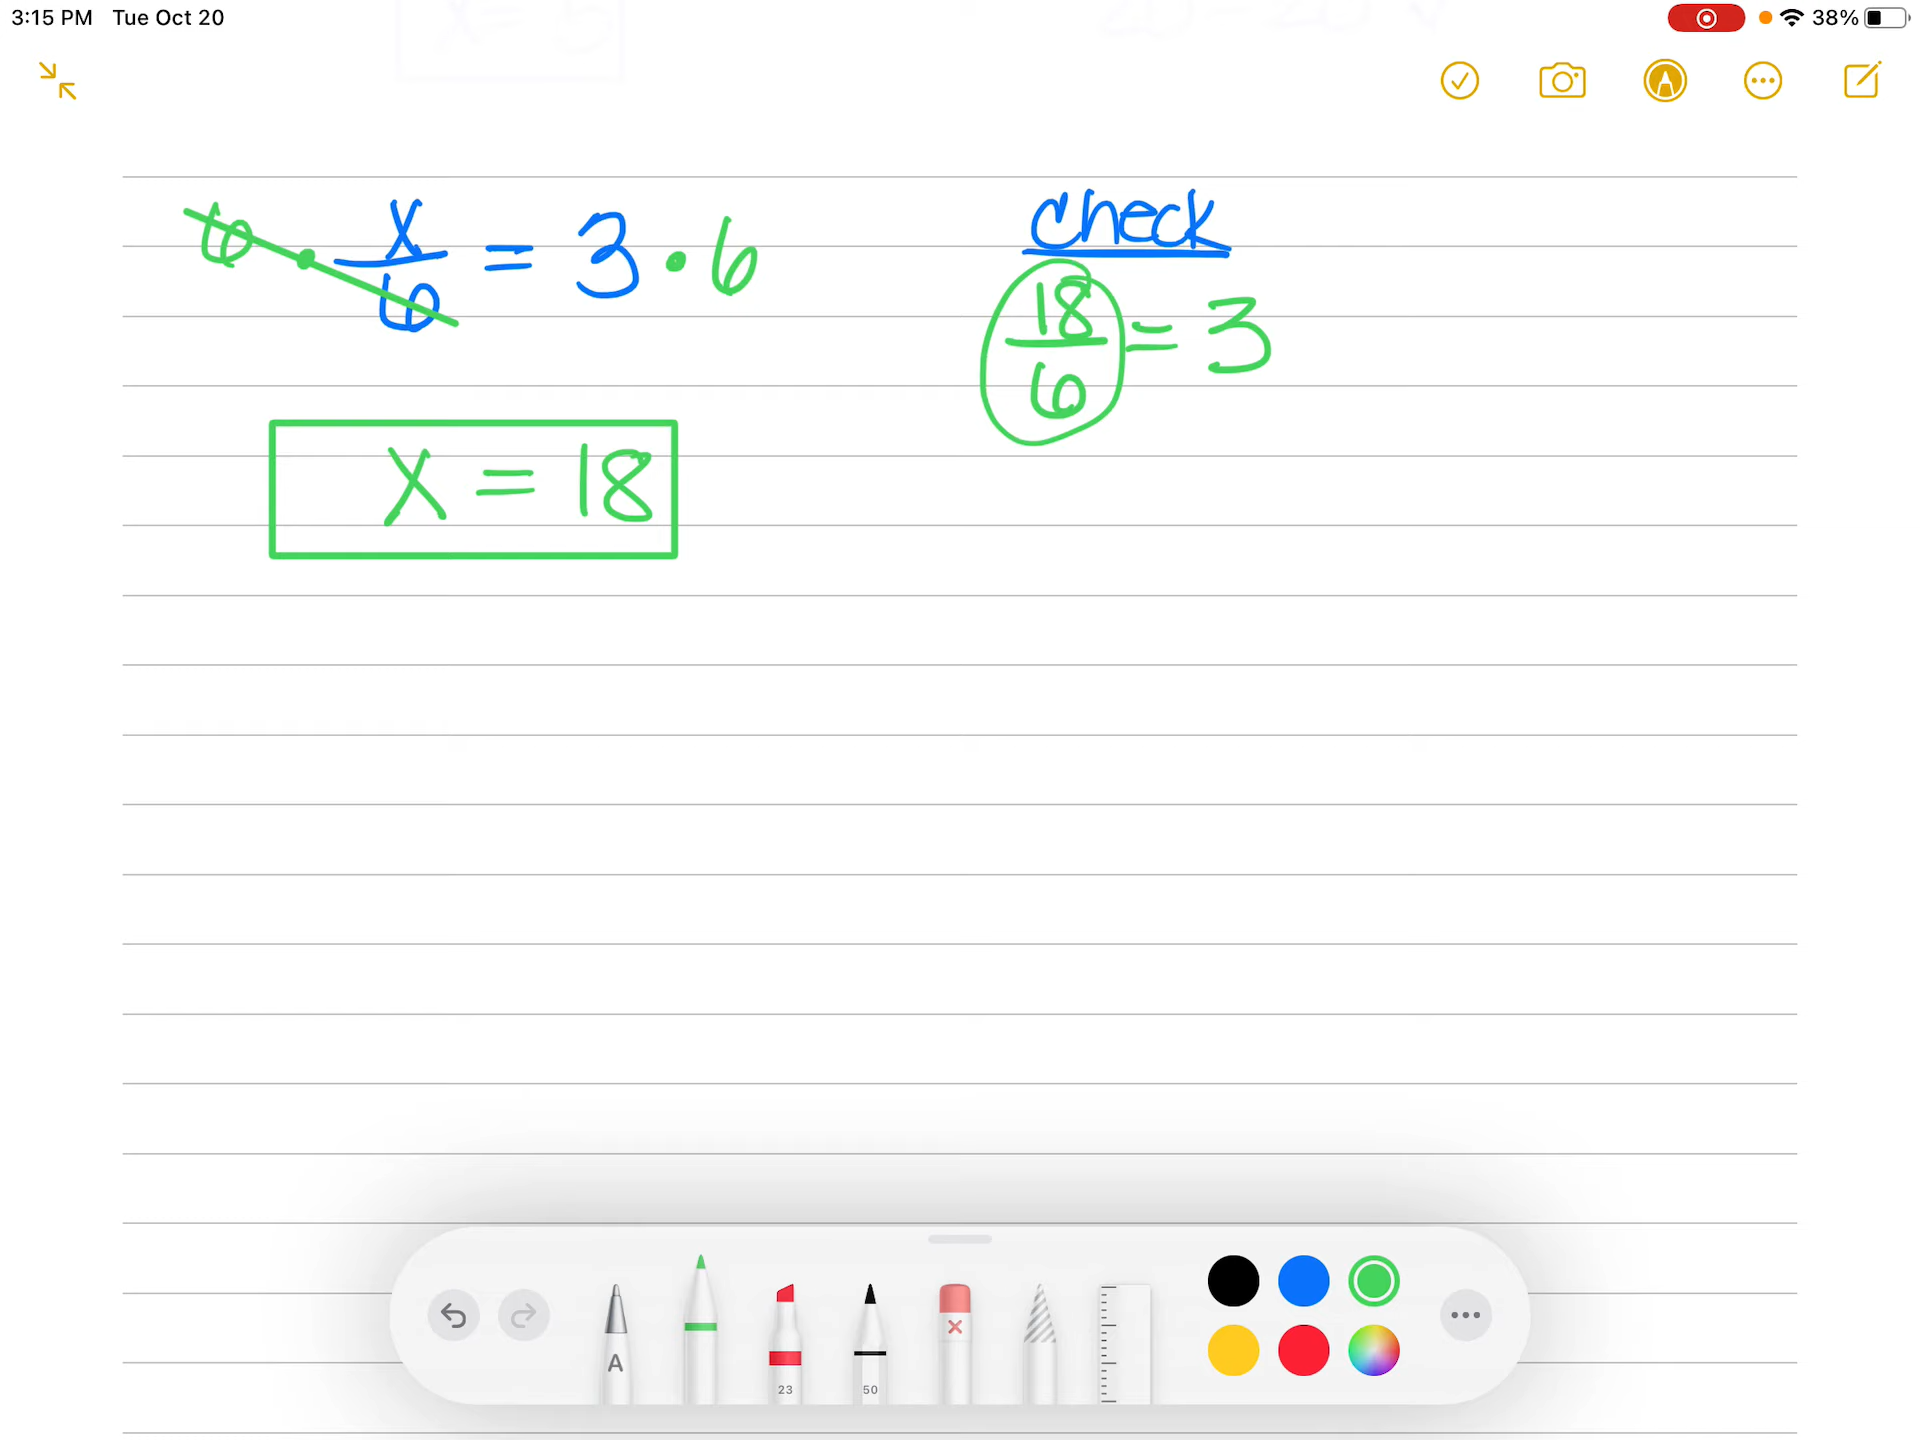 3:15 PM Tue Oct 20
38%
6 · x/6 = 3 · 6
check
18/6 = 3
x = 18
A
23
50